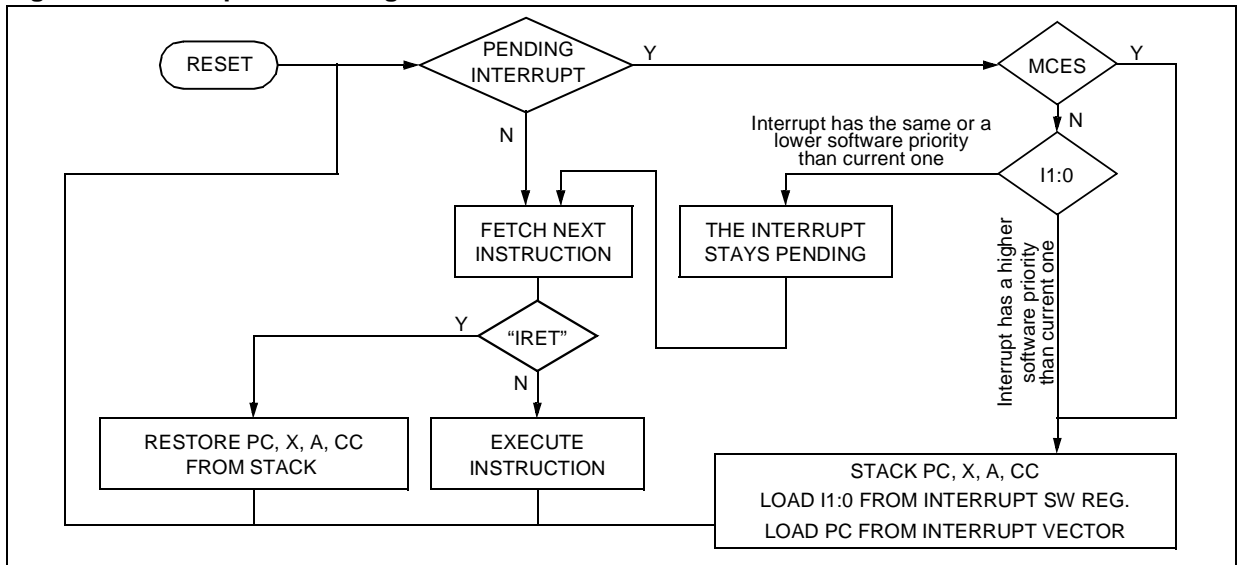 RESET
PENDING
INTERRUPT
Y
MCES
Y
N
N
Interrupt has the same or a
lower software priority
than current one
I1:0
FETCH NEXT
INSTRUCTION
THE INTERRUPT
STAYS PENDING
Interrupt has a higher
software priority
than current one
Y
“IRET”
N
RESTORE PC, X, A, CC
FROM STACK
EXECUTE
INSTRUCTION
STACK PC, X, A, CC
LOAD I1:0 FROM INTERRUPT SW REG.
LOAD PC FROM INTERRUPT VECTOR